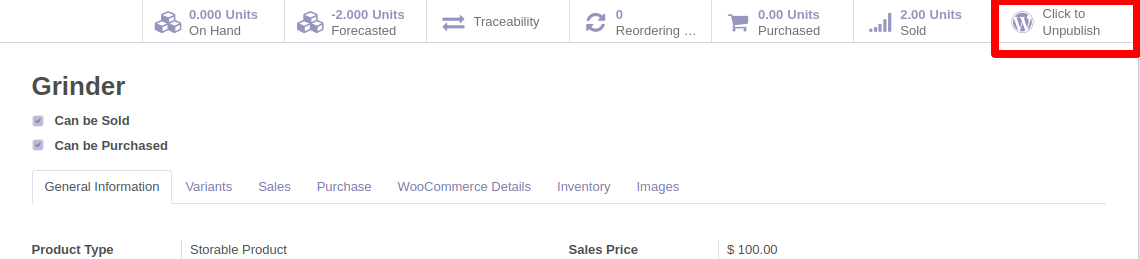 0.000 Units
On Hand
-2.000 Units
Forecasted
Traceability
0
Reordering ...
0.00 Units
Purchased
2.00 Units
Sold
Click to
Unpublish
Grinder
Can be Sold
Can be Purchased
General Information Variants Sales Purchase WooCommerce Details Inventory Images
Product Type Storable Product Sales Price $ 100.00